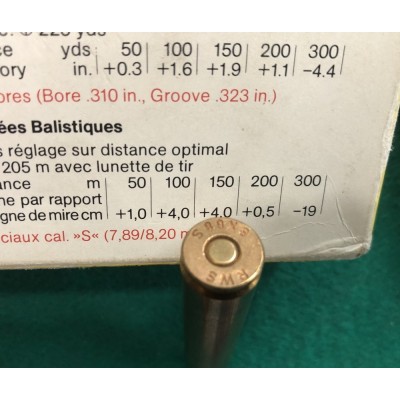 yds 50 100 150 200 300
ory in. +0.3 +1.6 +1.9 +1.1 -4.4
ores (Bore .310 in., Groove .323 in.)
ées Balistiques
s réglage sur distance optimal
205 m avec lunette de tir
ance m 50 100 150 200 300
ne par rapport
igne de mire cm +1,0 +4,0 +4,0 +0,5 -19
ciaux cal. »S« (7,89/8,20 m
RWS